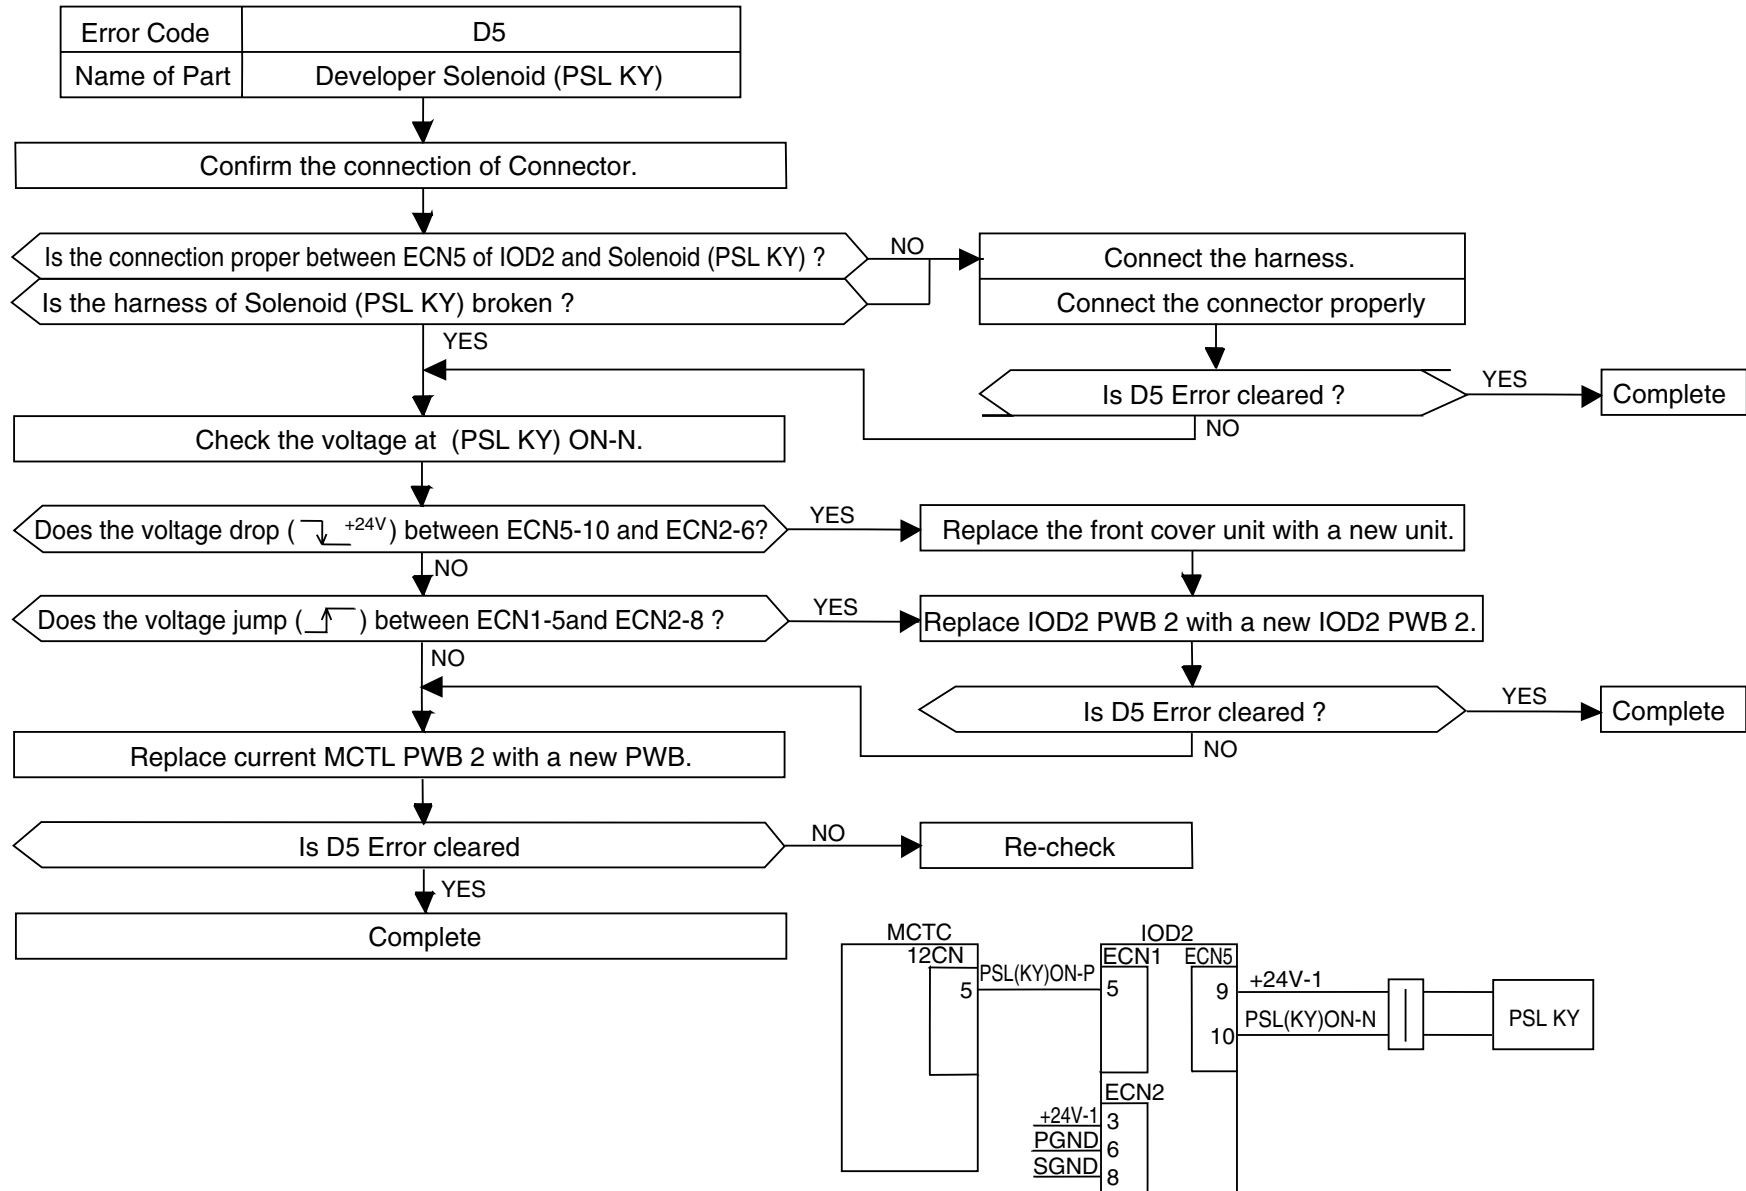 Error Code D5
Name of Part Developer Solenoid (PSL KY)
Confirm the connection of Connector.
Is the connection proper between ECN5 of IOD2 and Solenoid (PSL KY) ?
NO
Connect the harness.
Is the harness of Solenoid (PSL KY) broken ?
Connect the connector properly
YES
Is D5 Error cleared ?
YES
Complete
NO
Check the voltage at (PSL KY) ON-N.
Does the voltage drop ( +24V ) between ECN5-10 and ECN2-6?
YES
Replace the front cover unit with a new unit.
NO
Does the voltage jump ( ) between ECN1-5and ECN2-8 ?
YES
Replace IOD2 PWB 2 with a new IOD2 PWB 2.
NO
Is D5 Error cleared ?
YES
Complete
NO
Replace current MCTL PWB 2 with a new PWB.
Is D5 Error cleared
NO
Re-check
YES
Complete
MCTC
IOD2
12CN
ECN1
ECN5
PSL(KY)ON-P
5
5
9
+24V-1
PSL(KY)ON-N
10
PSL KY
ECN2
+24V-1 3
PGND 6
SGND 8